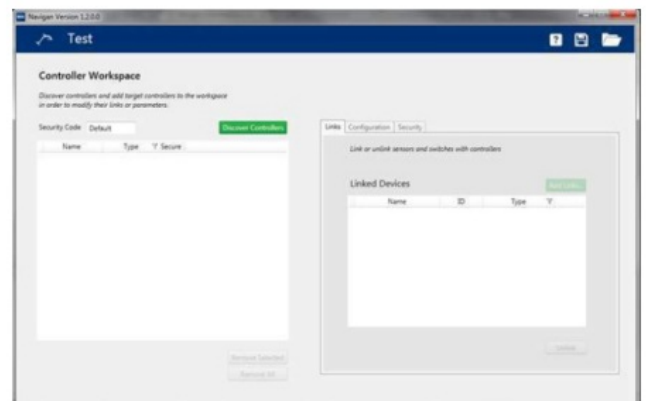 Navigan Version 1.2.0.0
Test
?
Controller Workspace
Discover controllers and add target controllers to the workspace
in order to modify their links or parameters.
Security Code Default Discover Controllers
Name Type Secure
Links Configuration Security
Link or unlink sensors and switches with controllers
Linked Devices Add Links
Name ID Type
Unlink
Remove Selected
Remove All